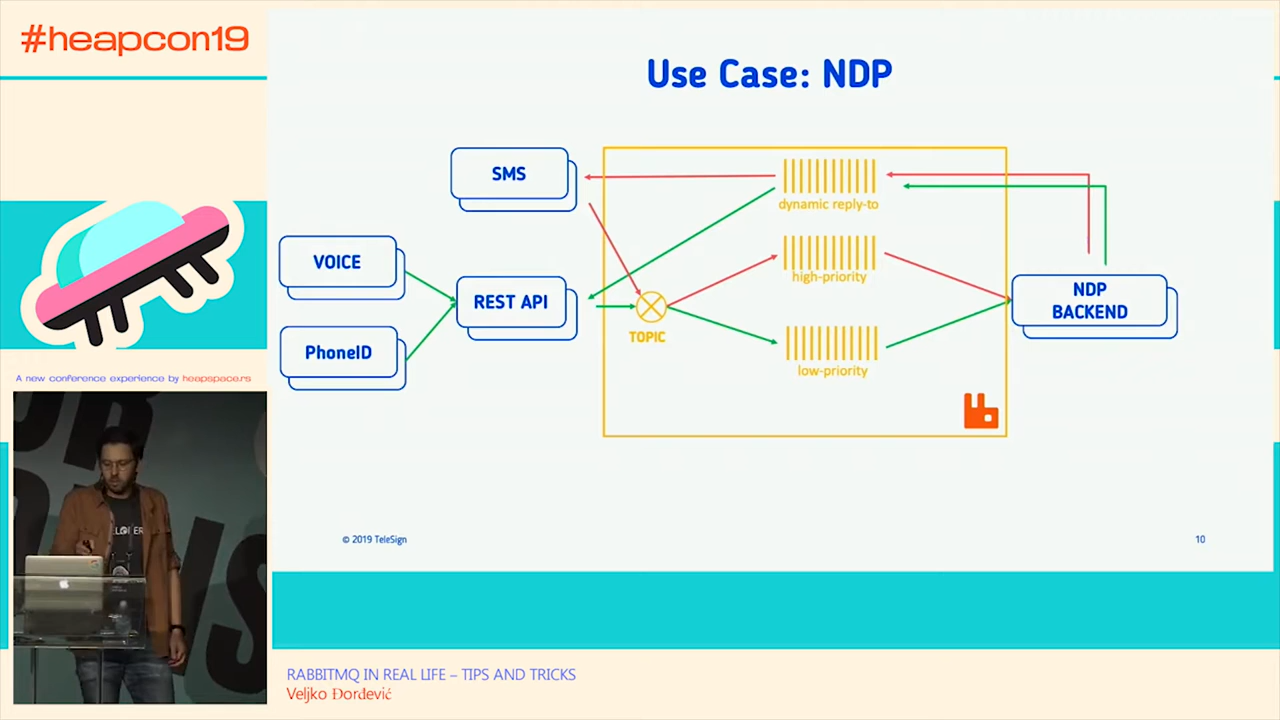 #heapcon19
Use Case: NDP
SMS
dynamic reply-to
VOICE
high-priority
REST API
NDP
BACKEND
TOPIC
PhoneID
low-priority
A new conference experience by heapspace.rs
© 2019 TeleSign
10
RABBITMQ IN REAL LIFE – TIPS AND TRICKS
Veljko Đorđević